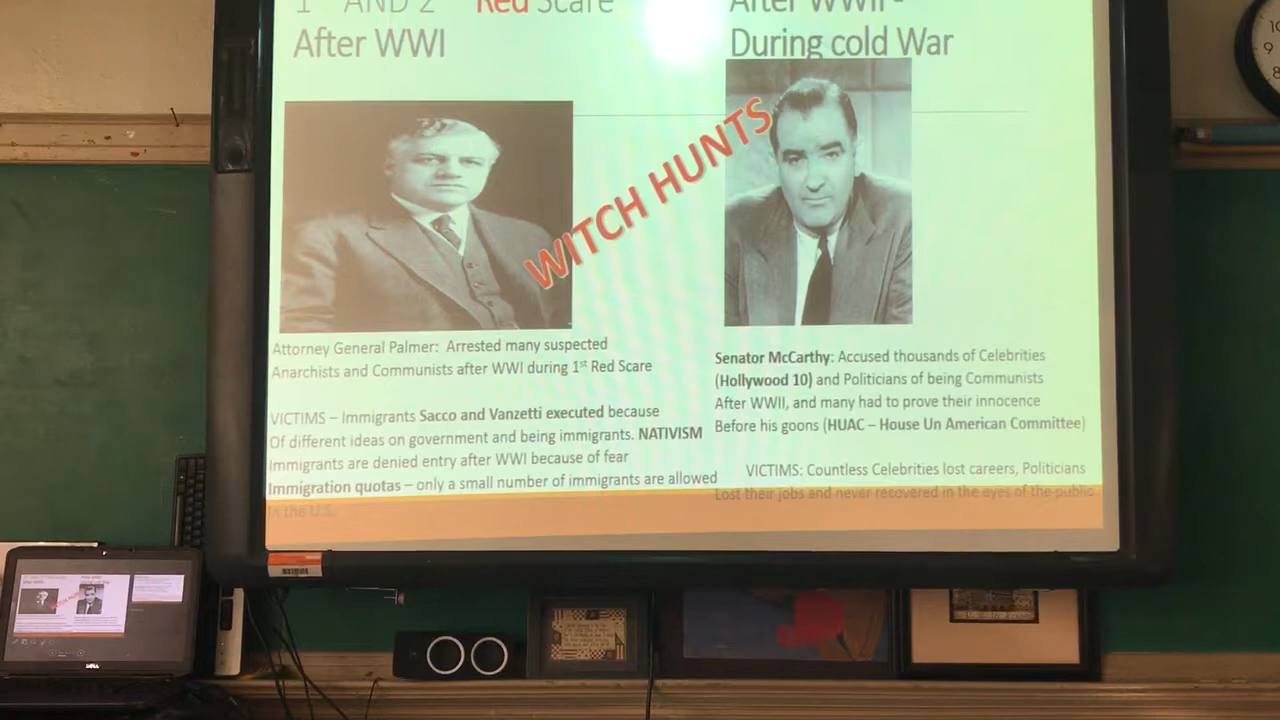 1st AND 2nd Red Scare
After WWI
After WWII -
During cold War
WITCH HUNTS
Attorney General Palmer: Arrested many suspected
Anarchists and Communists after WWI during 1st Red Scare
VICTIMS – Immigrants Sacco and Vanzetti executed because
Of different ideas on government and being immigrants. NATIVISM
Immigrants are denied entry after WWI because of fear
Immigration quotas – only a small number of immigrants are allowed
In the U.S.
Senator McCarthy: Accused thousands of Celebrities
(Hollywood 10) and Politicians of being Communists
After WWII, and many had to prove their innocence
Before his goons (HUAC – House Un American Committee)
VICTIMS: Countless Celebrities lost careers, Politicians
Lost their jobs and never recovered in the eyes of the public
10
9
8
DELL